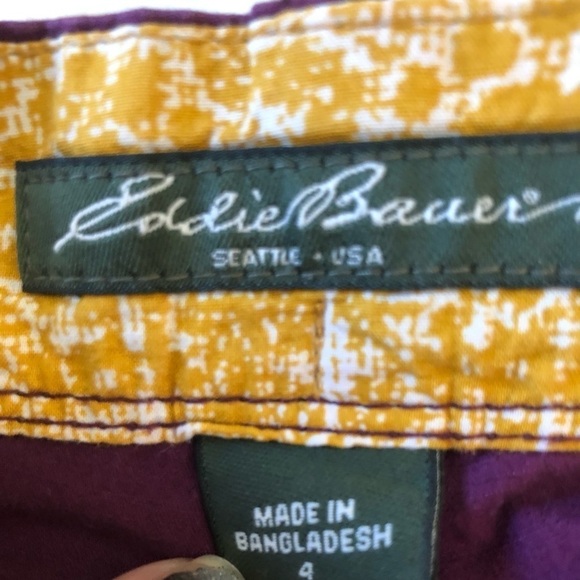 Eddie Bauer®
SEATTLE • USA
MADE IN
BANGLADESH
4